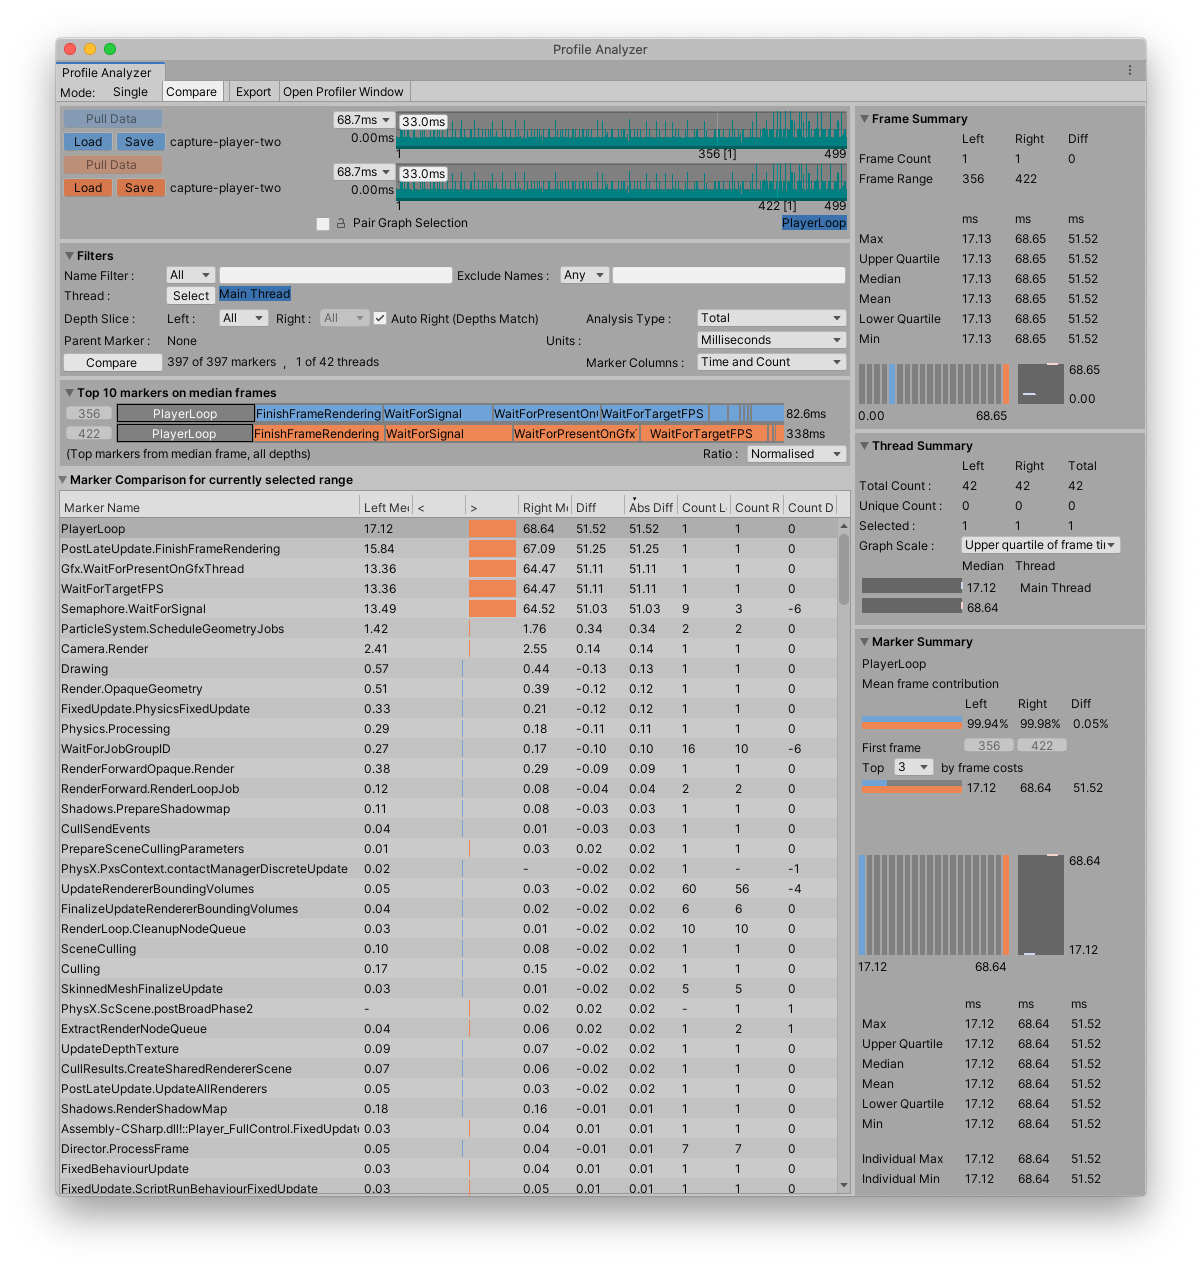 Profile Analyzer
Profile Analyzer
Mode: Single Compare Export Open Profiler Window
Pull Data
Load Save capture-player-two
68.7ms 33.0ms
0.00ms
1 356 [1] 499
Pull Data
Load Save capture-player-two
68.7ms 33.0ms
0.00ms
1 422 [1] 499
Pair Graph Selection PlayerLoop
Filters
Name Filter : All Exclude Names : Any
Thread : Select Main Thread
Depth Slice : Left : All Right : All Auto Right (Depths Match) Analysis Type : Total
Parent Marker : None Units : Milliseconds
Compare 397 of 397 markers , 1 of 42 threads Marker Columns : Time and Count
Top 10 markers on median frames
356 PlayerLoop FinishFrameRendering WaitForSignal WaitForPresentOn WaitForTargetFPS 82.6ms
422 PlayerLoop FinishFrameRendering WaitForSignal WaitForPresentOnGfx WaitForTargetFPS 338ms
(Top markers from median frame, all depths) Ratio : Normalised
Marker Comparison for currently selected range
Marker Name Left Med < > Right M Diff Abs Diff Count L Count R Count D
PlayerLoop 17.12 68.64 51.52 51.52 1 1 0
PostLateUpdate.FinishFrameRendering 15.84 67.09 51.25 51.25 1 1 0
Gfx.WaitForPresentOnGfxThread 13.36 64.47 51.11 51.11 1 1 0
WaitForTargetFPS 13.36 64.47 51.11 51.11 1 1 0
Semaphore.WaitForSignal 13.49 64.52 51.03 51.03 9 3 -6
ParticleSystem.ScheduleGeometryJobs 1.42 1.76 0.34 0.34 2 2 0
Camera.Render 2.41 2.55 0.14 0.14 1 1 0
Drawing 0.57 0.44 -0.13 0.13 1 1 0
Render.OpaqueGeometry 0.51 0.39 -0.12 0.12 1 1 0
FixedUpdate.PhysicsFixedUpdate 0.33 0.21 -0.12 0.12 1 1 0
Physics.Processing 0.29 0.18 -0.11 0.11 1 1 0
WaitForJobGroupID 0.27 0.17 -0.10 0.10 16 10 -6
RenderForwardOpaque.Render 0.38 0.29 -0.09 0.09 1 1 0
RenderForward.RenderLoopJob 0.12 0.08 -0.04 0.04 2 2 0
Shadows.PrepareShadowmap 0.11 0.08 -0.03 0.03 1 1 0
CullSendEvents 0.04 0.01 -0.03 0.03 1 1 0
PrepareSceneCullingParameters 0.01 0.03 0.02 0.02 1 1 0
PhysX.PxsContext.contactManagerDiscreteUpdate 0.02 - -0.02 0.02 1 - -1
UpdateRendererBoundingVolumes 0.05 0.03 -0.02 0.02 60 56 -4
FinalizeUpdateRendererBoundingVolumes 0.04 0.02 -0.02 0.02 6 6 0
RenderLoop.CleanupNodeQueue 0.03 0.01 -0.02 0.02 10 10 0
SceneCulling 0.10 0.08 -0.02 0.02 1 1 0
Culling 0.17 0.15 -0.02 0.02 1 1 0
SkinnedMeshFinalizeUpdate 0.03 0.01 -0.02 0.02 5 5 0
PhysX.ScScene.postBroadPhase2 - 0.02 0.02 0.02 - 1 1
ExtractRenderNodeQueue 0.04 0.06 0.02 0.02 1 2 1
UpdateDepthTexture 0.09 0.07 -0.02 0.02 1 1 0
CullResults.CreateSharedRendererScene 0.07 0.06 -0.02 0.02 1 1 0
PostLateUpdate.UpdateAllRenderers 0.05 0.03 -0.02 0.02 1 1 0
Shadows.RenderShadowMap 0.18 0.16 -0.01 0.01 1 1 0
Assembly-CSharp.dll!::Player_FullControl.FixedUpdat 0.03 0.04 0.01 0.01 1 1 0
Director.ProcessFrame 0.05 0.04 -0.01 0.01 7 7 0
FixedBehaviourUpdate 0.03 0.04 0.01 0.01 1 1 0
FixedUpdate.ScriptRunBehaviourFixedUpdate 0.03 0.05 0.01 0.01 1 1 0
Frame Summary
Left Right Diff
Frame Count 1 1 0
Frame Range 356 422
ms ms ms
Max 17.13 68.65 51.52
Upper Quartile 17.13 68.65 51.52
Median 17.13 68.65 51.52
Mean 17.13 68.65 51.52
Lower Quartile 17.13 68.65 51.52
Min 17.13 68.65 51.52
68.65
0.00
0.00 68.65
Thread Summary
Left Right Total
Total Count : 42 42 42
Unique Count : 0 0 0
Selected : 1 1 1
Graph Scale : Upper quartile of frame ti
Median Thread
17.12 Main Thread
68.64
Marker Summary
PlayerLoop
Mean frame contribution
Left Right Diff
99.94% 99.98% 0.05%
First frame 356 422
Top 3 by frame costs
17.12 68.64 51.52
68.64
17.12
17.12 68.64
ms ms ms
Max 17.12 68.64 51.52
Upper Quartile 17.12 68.64 51.52
Median 17.12 68.64 51.52
Mean 17.12 68.64 51.52
Lower Quartile 17.12 68.64 51.52
Min 17.12 68.64 51.52
Individual Max 17.12 68.64 51.52
Individual Min 17.12 68.64 51.52